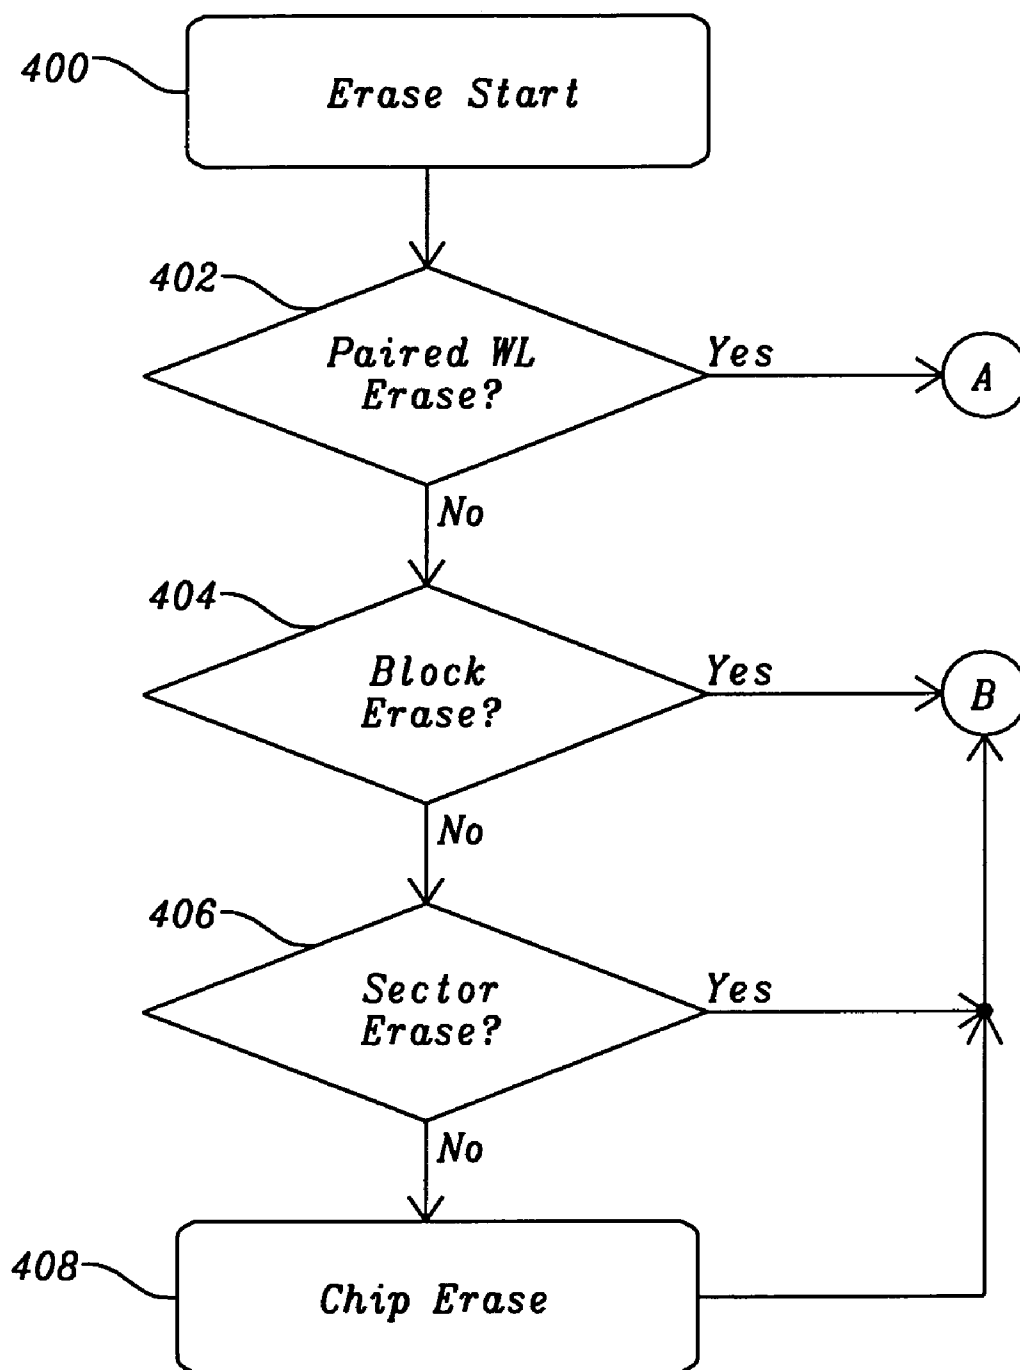 400
Erase Start
402
Paired WL
Erase?
Yes
A
No
404
Block
Erase?
Yes
B
No
406
Sector
Erase?
Yes
No
408
Chip Erase